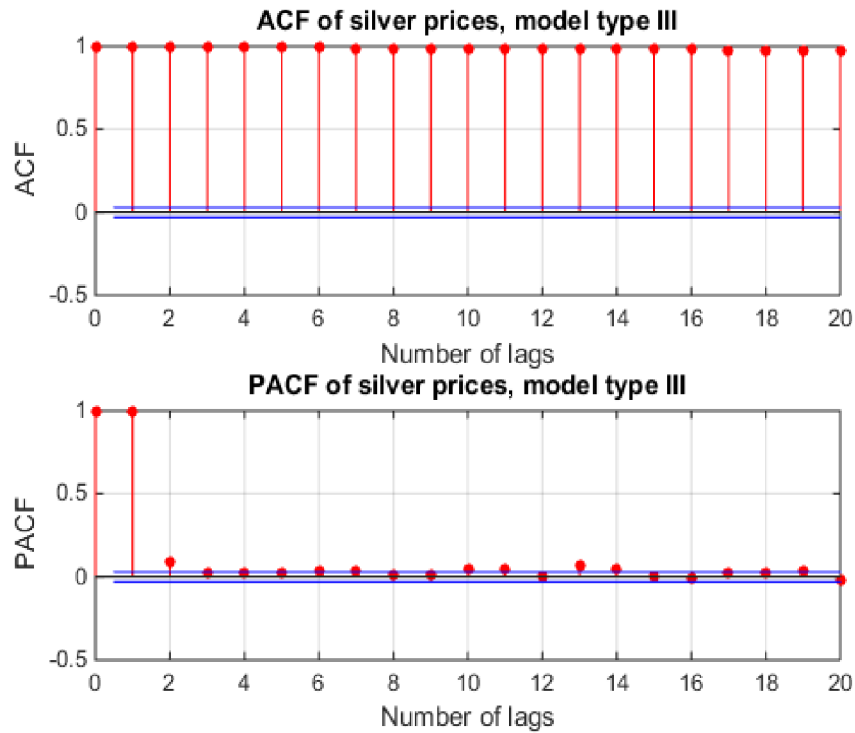 ACF of silver prices, model type III
1
0.5
0
-0.5
ACF
0 2 4 6 8 10 12 14 16 18 20
Number of lags
PACF of silver prices, model type III
1
0.5
0
-0.5
PACF
0 2 4 6 8 10 12 14 16 18 20
Number of lags